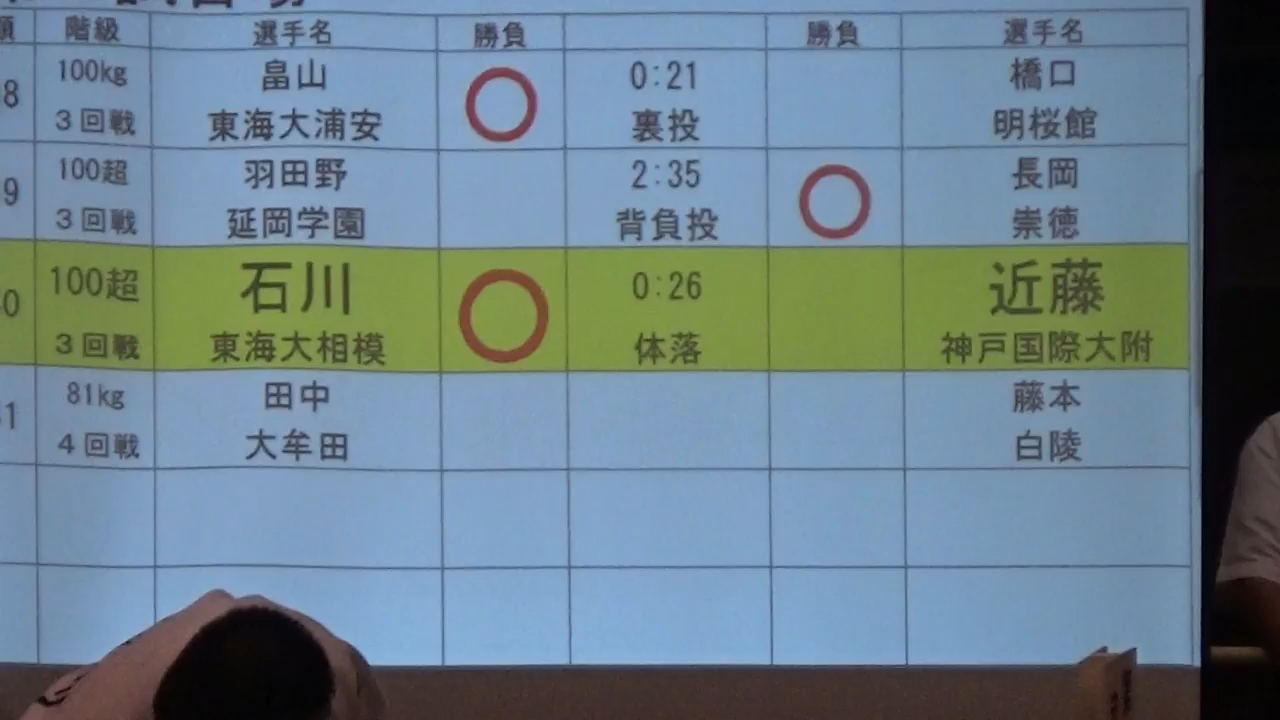 階級 選手名 勝負 勝負 選手名
8 100kg 畠山 0:21 橋口
3回戦 東海大浦安 裏投 明桜館
9 100超 羽田野 2:35 長岡
3回戦 延岡学園 背負投 崇徳
0 100超 石川 0:26 近藤
3回戦 東海大相模 体落 神戸国際大附
1 81kg 田中 藤本
4回戦 大牟田 白陵